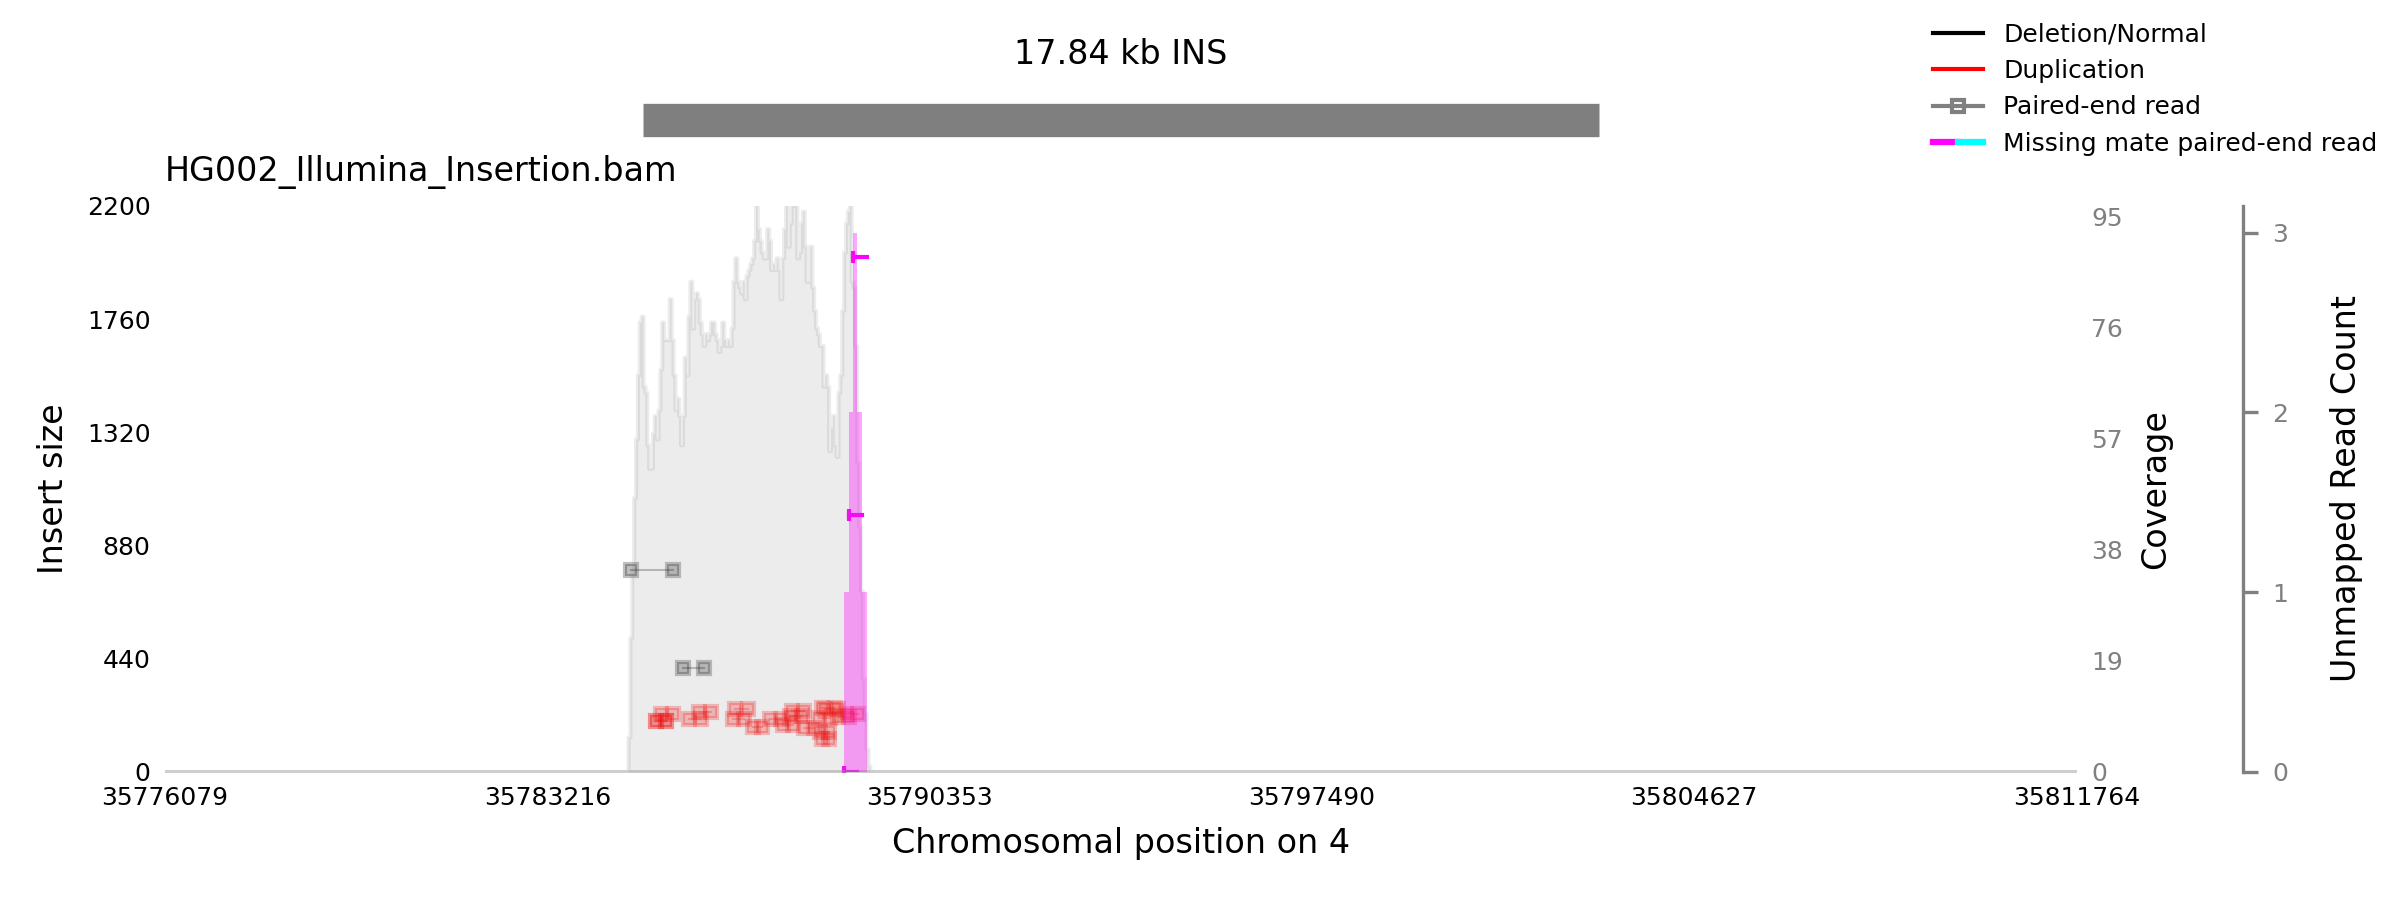 17.84 kb INS
Deletion/Normal
Duplication
Paired-end read
Missing mate paired-end read
HG002_Illumina_Insertion.bam
2200
1760
1320
880
440
0
Insert size
35776079
35783216
35790353
35797490
35804627
35811764
Chromosomal position on 4
95
76
57
38
19
0
Coverage
3
2
1
0
Unmapped Read Count